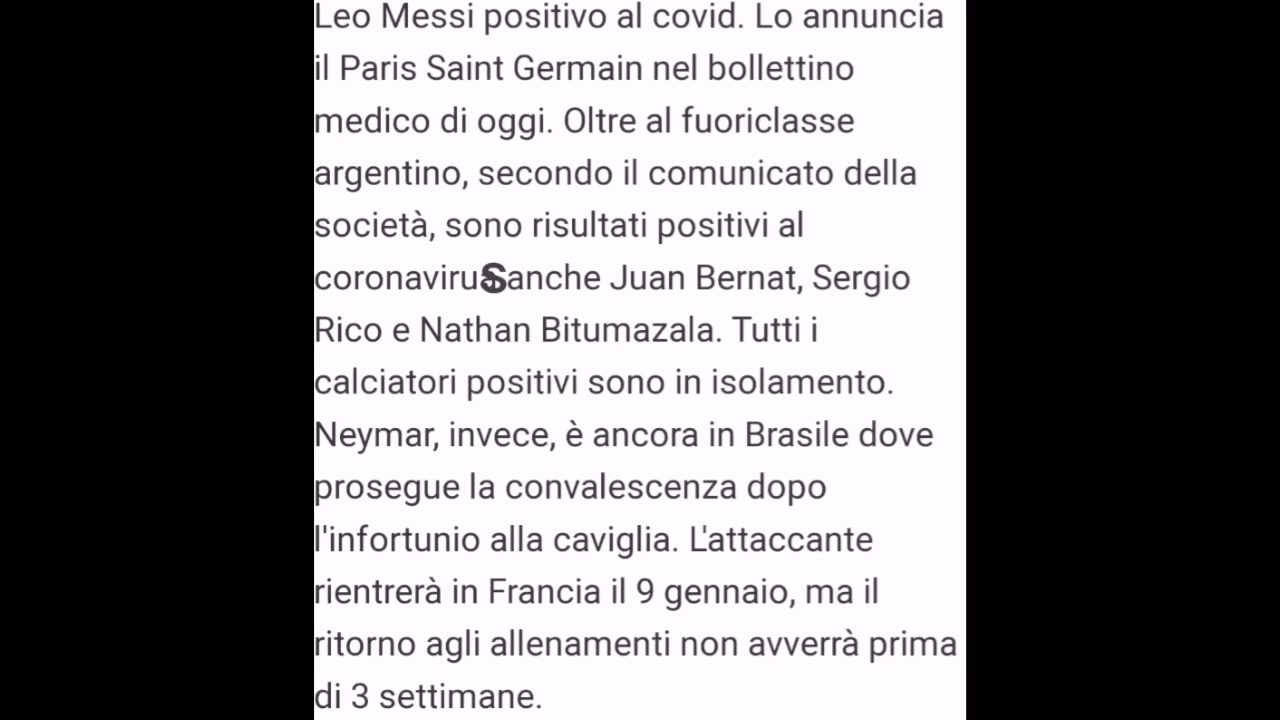 Leo Messi positivo al covid. Lo annuncia
il Paris Saint Germain nel bollettino
medico di oggi. Oltre al fuoriclasse
argentino, secondo il comunicato della
società, sono risultati positivi al
coronavirus anche Juan Bernat, Sergio
Rico e Nathan Bitumazala. Tutti i
calciatori positivi sono in isolamento.
Neymar, invece, è ancora in Brasile dove
prosegue la convalescenza dopo
l'infortunio alla caviglia. L'attaccante
rientrerà in Francia il 9 gennaio, ma il
ritorno agli allenamenti non avverrà prima
di 3 settimane.